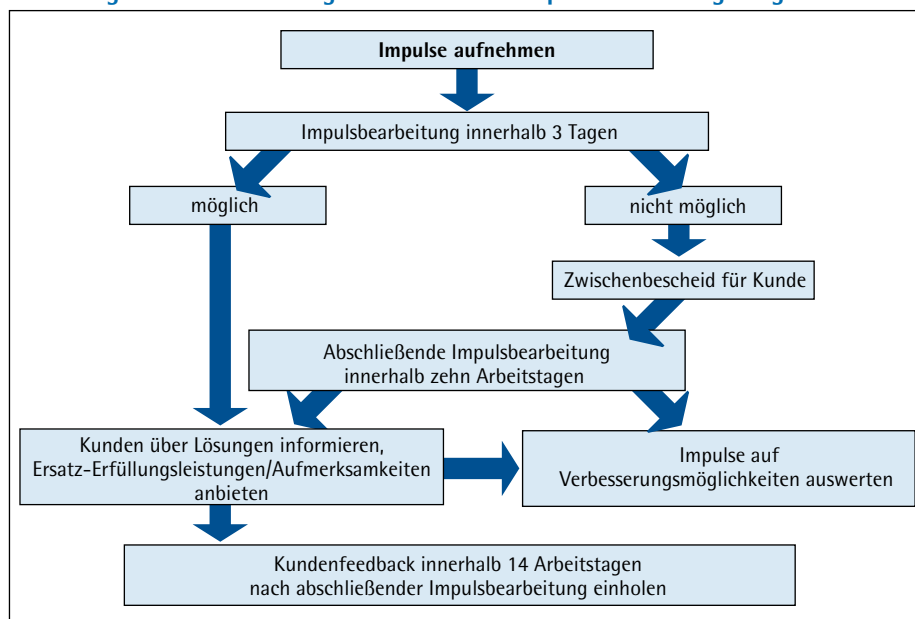 Impulse aufnehmen
Impulsbearbeitung innerhalb 3 Tagen
möglich
nicht möglich
Zwischenbescheid für Kunde
Abschließende Impulsbearbeitung
innerhalb zehn Arbeitstagen
Kunden über Lösungen informieren,
Ersatz-Erfüllungsleistungen/Aufmerksamkeiten
anbieten
Impulse auf
Verbesserungsmöglichkeiten auswerten
Kundenfeedback innerhalb 14 Arbeitstagen
nach abschließender Impulsbearbeitung einholen